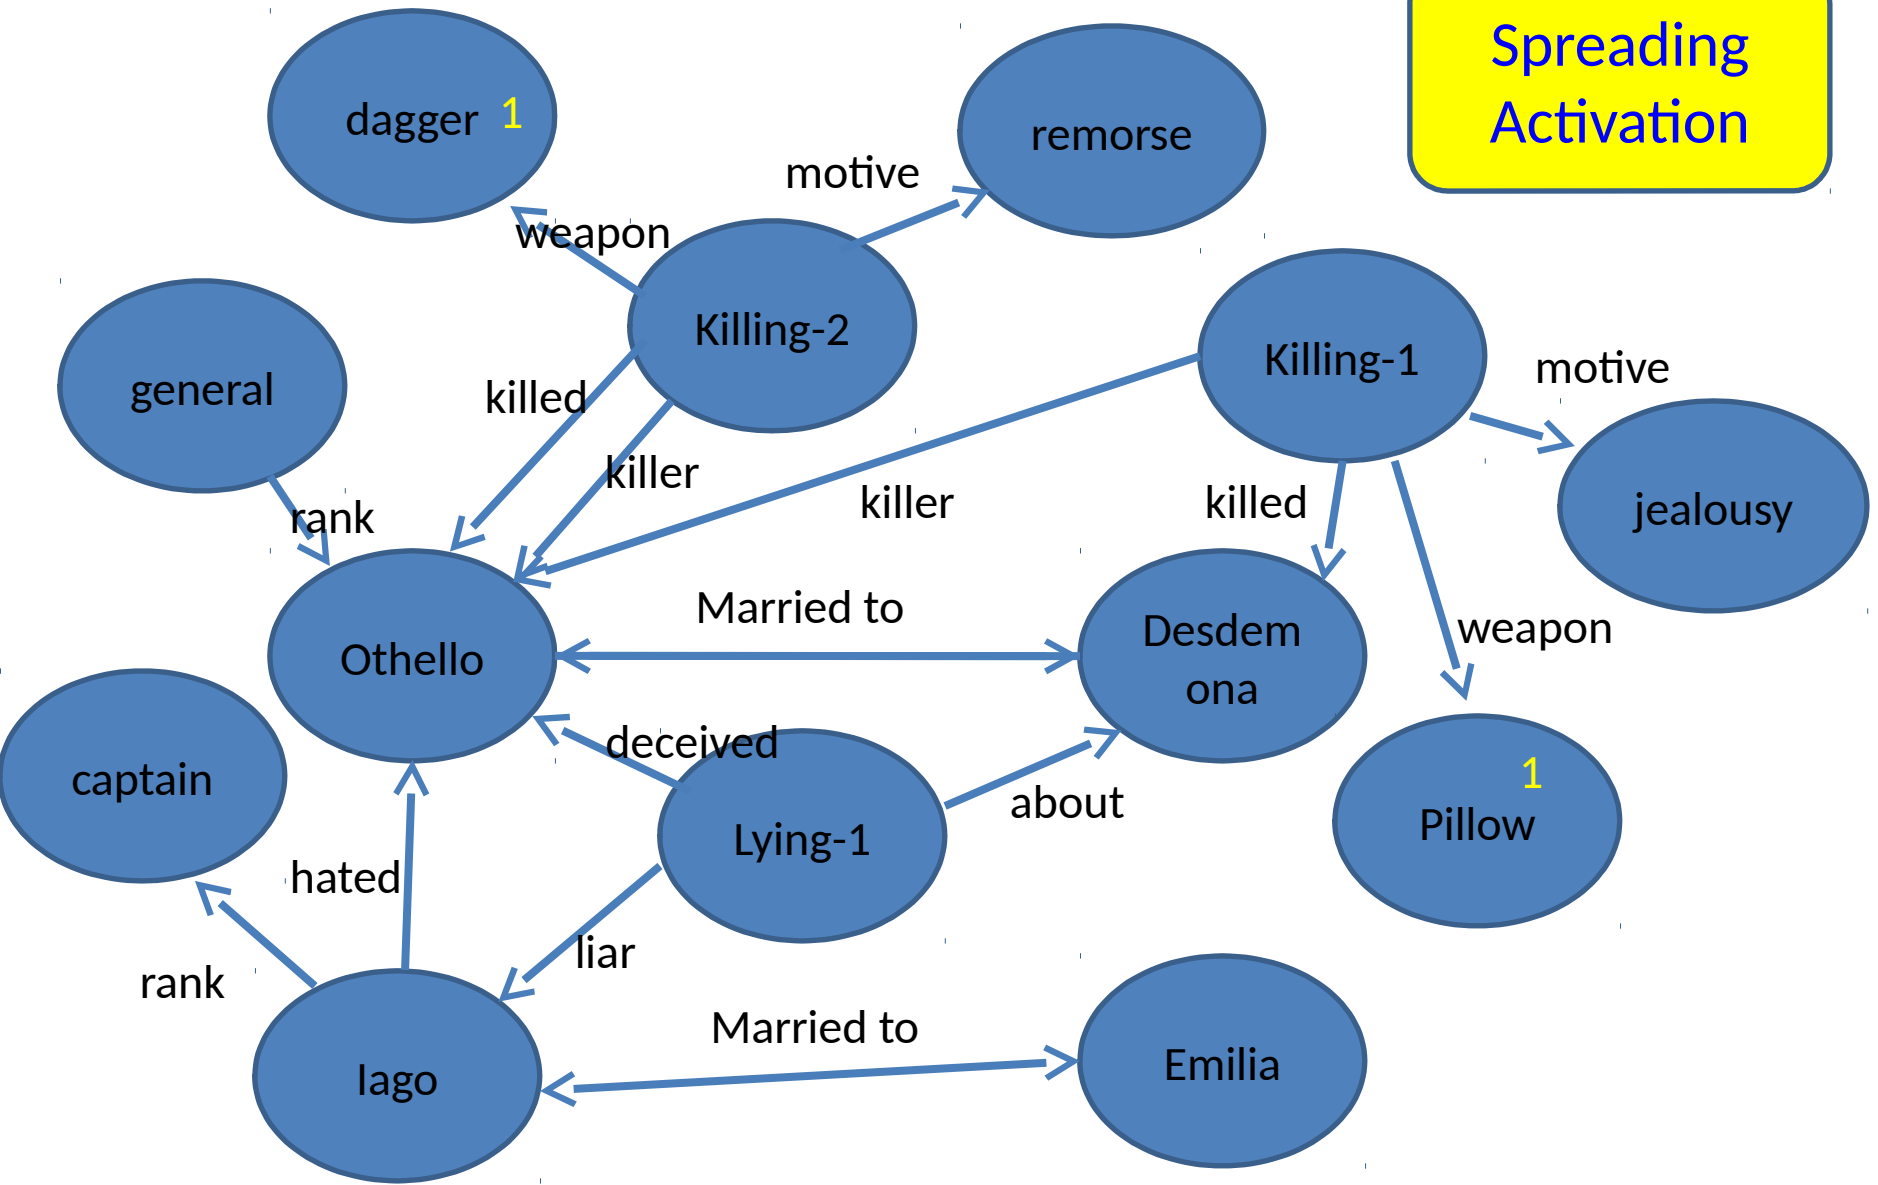 Spreading
Activation
dagger 1
remorse
motive
weapon
Killing-2
Killing-1
general
motive
killed
killer
killer
killed
jealousy
rank
Married to
weapon
Othello
Desdem
ona
deceived
captain
1
about
Pillow
Lying-1
hated
liar
rank
Married to
Iago
Emilia